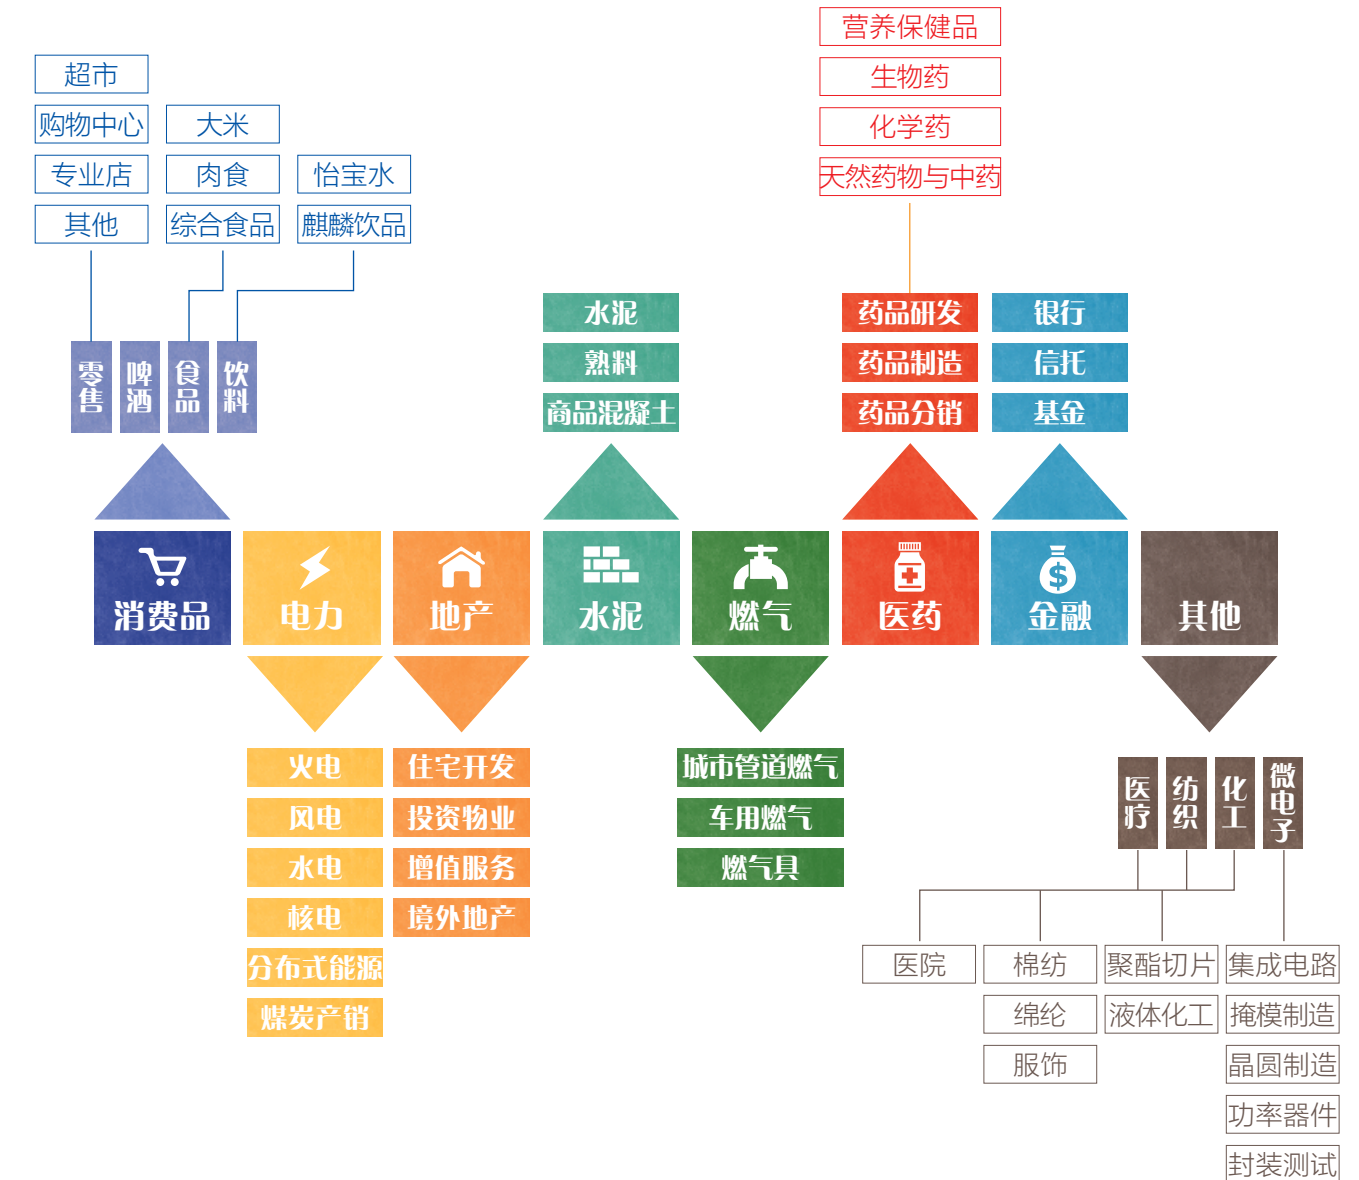 营养保健品
生物药
化学药
天然药物与中药
超市
购物中心
专业店
其他
大米
肉食
综合食品
怡宝水
麒麟饮品
零售
啤酒
食品
饮料
水泥
熟料
商品混凝土
药品研发
药品制造
药品分销
银行
信托
基金
消费品
电力
地产
水泥
燃气
医药
金融
其他
火电
风电
水电
核电
分布式能源
煤炭产销
住宅开发
投资物业
增值服务
境外地产
城市管道燃气
车用燃气
燃气具
医疗
纺织
化工
微电子
医院
棉纺
绵纶
服饰
聚酯切片
液体化工
集成电路
掩模制造
晶圆制造
功率器件
封装测试